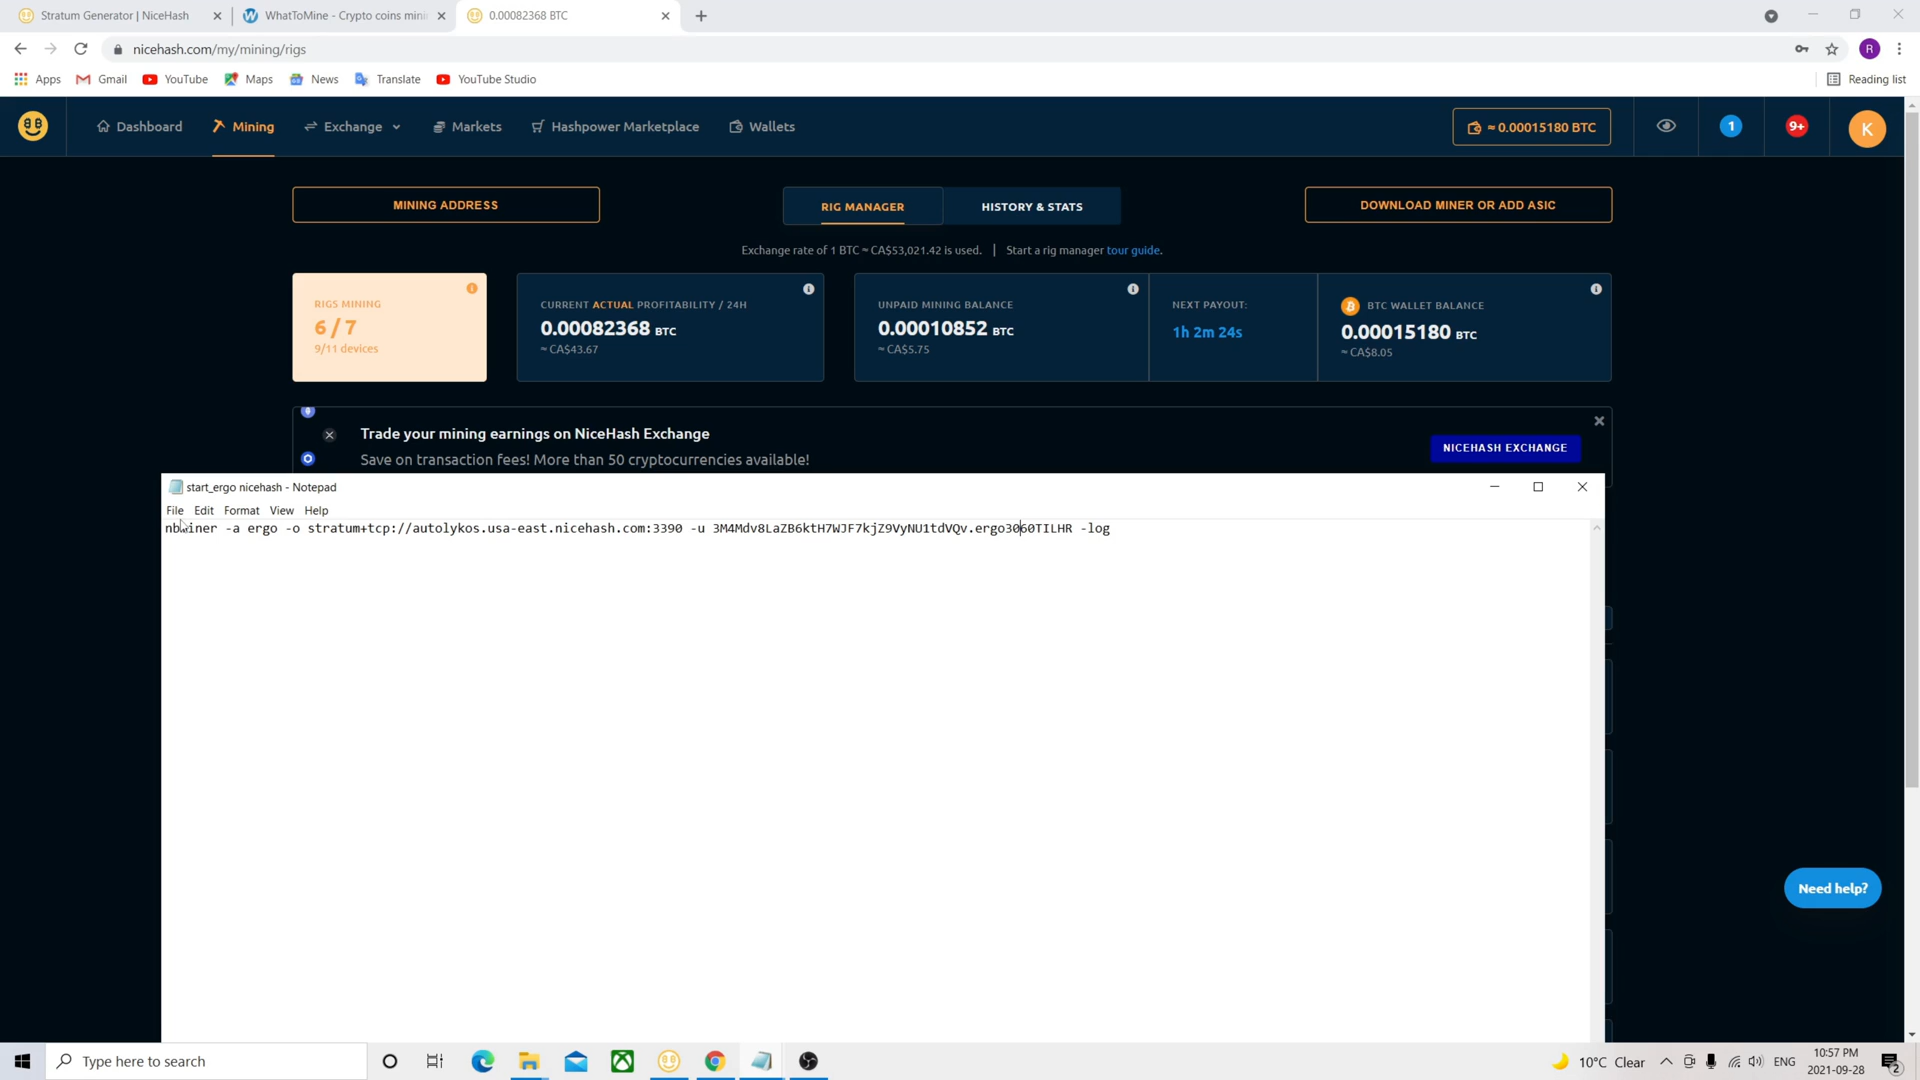 Stratum Generator | NiceHash
WhatToMine - Crypto coins mini
0.00082368 BTC
nicehash.com/my/mining/rigs
R
Apps
Gmail
YouTube
Maps
News
Translate
YouTube Studio
Reading list
Dashboard
Mining
Exchange
Markets
Hashpower Marketplace
Wallets
≈ 0.00015180 BTC
1
9+
K
MINING ADDRESS
RIG MANAGER
HISTORY & STATS
DOWNLOAD MINER OR ADD ASIC
Exchange rate of 1 BTC ≈ CA$53,021.42 is used. | Start a rig manager tour guide.
RIGS MINING
6 / 7
9/11 devices
CURRENT ACTUAL PROFITABILITY / 24H
0.00082368 BTC
≈ CA$43.67
UNPAID MINING BALANCE
0.00010852 BTC
≈ CA$5.75
NEXT PAYOUT:
1h 2m 24s
BTC WALLET BALANCE
0.00015180 BTC
≈ CA$8.05
Trade your mining earnings on NiceHash Exchange
Save on transaction fees! More than 50 cryptocurrencies available!
NICEHASH EXCHANGE
start_ergo nicehash - Notepad
File Edit Format View Help
nbminer -a ergo -o stratum+tcp://autolykos.usa-east.nicehash.com:3390 -u 3M4Mdv8LaZB6ktH7WJF7kjZ9VyNU1tdVQv.ergo3060TILHR -log
Need help?
Type here to search
10°C Clear
ENG
10:57 PM
2021-09-28
2